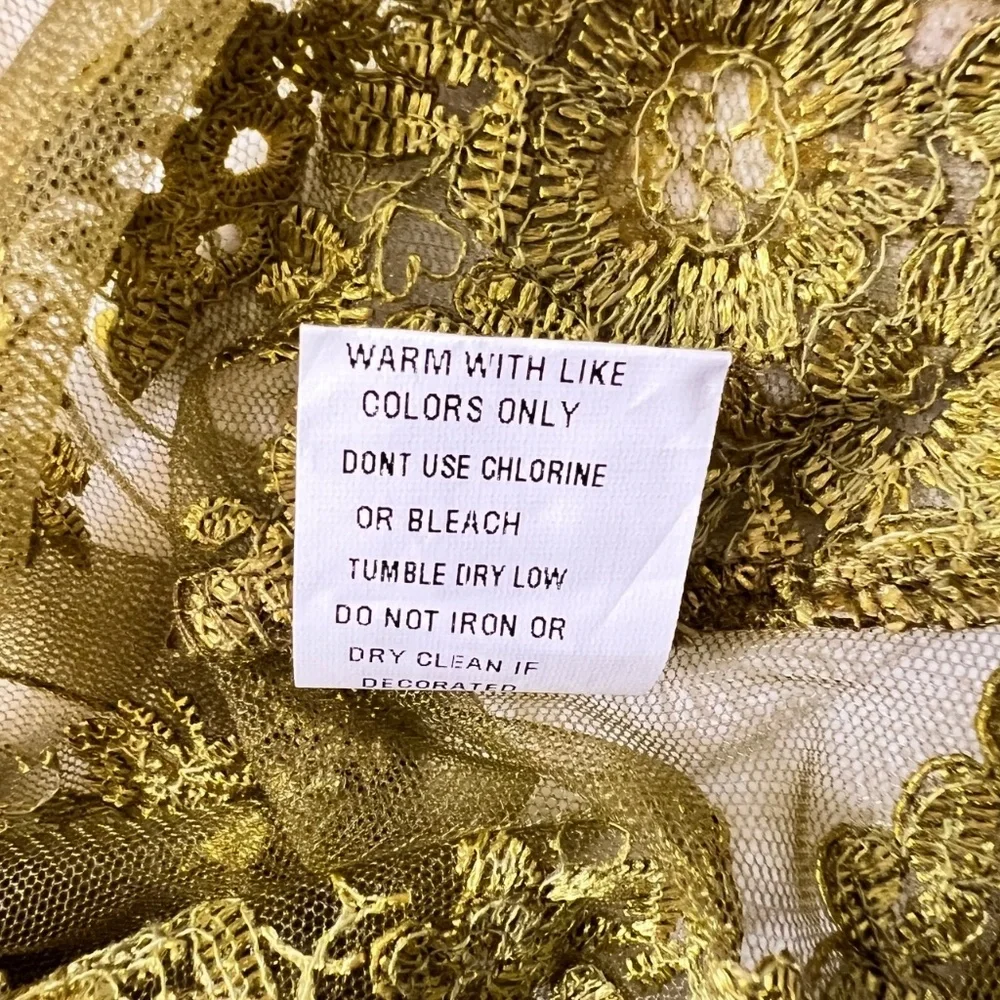 WARM WITH LIKE
COLORS ONLY
DONT USE CHLORINE
OR BLEACH
TUMBLE DRY LOW
DO NOT IRON OR
DRY CLEAN IF
DECORATED